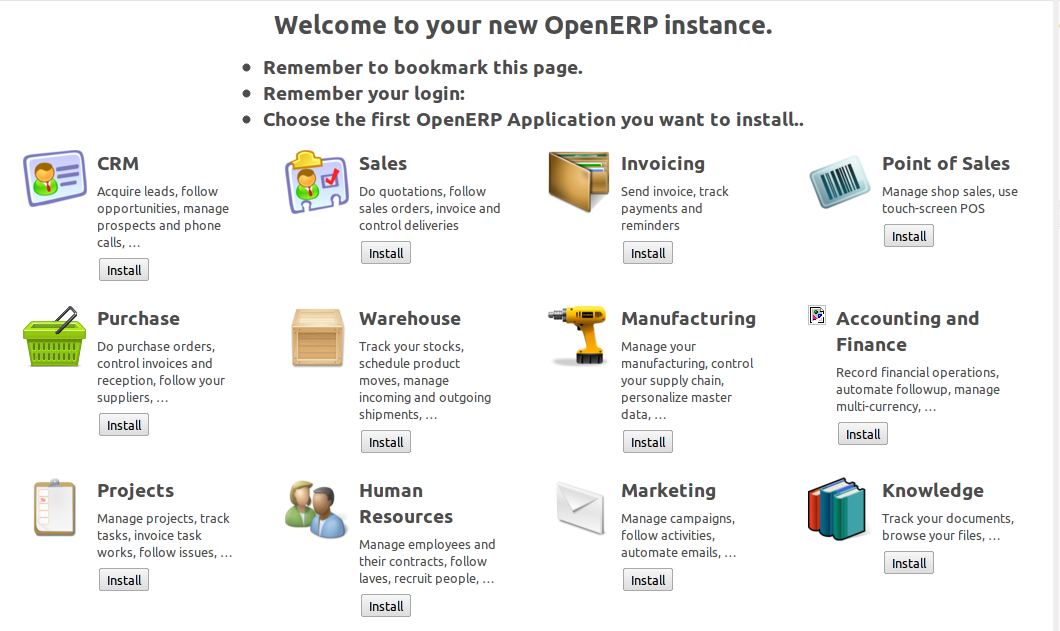 Welcome to your new OpenERP instance.
Remember to bookmark this page.
Remember your login:
Choose the first OpenERP Application you want to install..
CRM
Acquire leads, follow
opportunities, manage
prospects and phone
calls, ...
Install
Sales
Do quotations, follow
sales orders, invoice and
control deliveries
Install
Invoicing
Send invoice, track
payments and
reminders
Install
Point of Sales
Manage shop sales, use
touch-screen POS
Install
Purchase
Do purchase orders,
control invoices and
reception, follow your
suppliers, ...
Install
Warehouse
Track your stocks,
schedule product
moves, manage
incoming and outgoing
shipments, ...
Install
Manufacturing
Manage your
manufacturing, control
your supply chain,
personalize master
data, ...
Install
Accounting and
Finance
Record financial operations,
automate followup, manage
multi-currency, ...
Install
Projects
Manage projects, track
tasks, invoice task
works, follow issues, ...
Install
Human
Resources
Manage employees and
their contracts, follow
laves, recruit people, ...
Install
Marketing
Manage campaigns,
follow activities,
automate emails, ...
Install
Knowledge
Track your documents,
browse your files, ...
Install